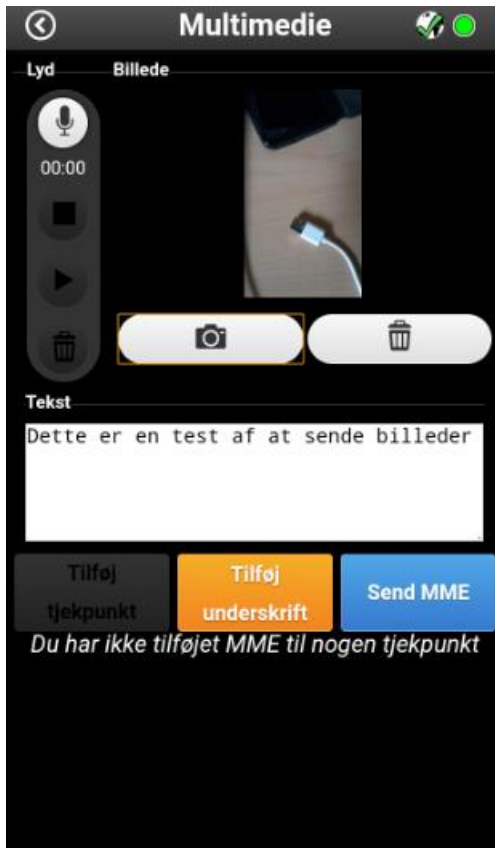 Multimedie
Lyd
Billede
00:00
Tekst
Dette er en test af at sende billeder
Tilføj
tjekpunkt
Tilføj
underskrift
Send MME
Du har ikke tilføjet MME til nogen tjekpunkt